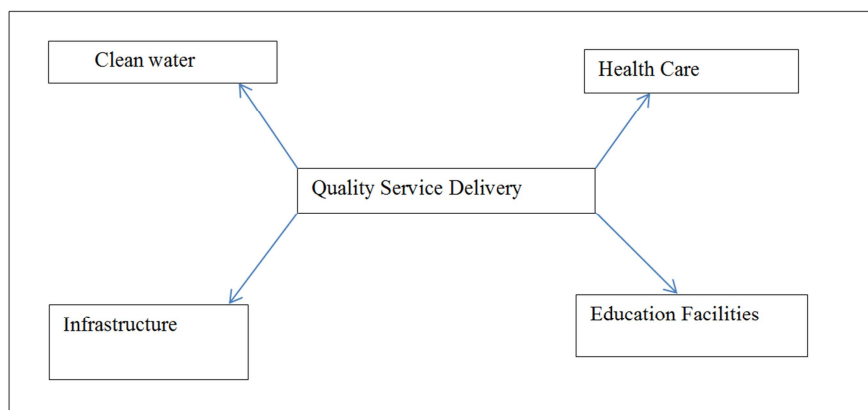 Clean water
Health Care
Quality Service Delivery
Infrastructure
Education Facilities